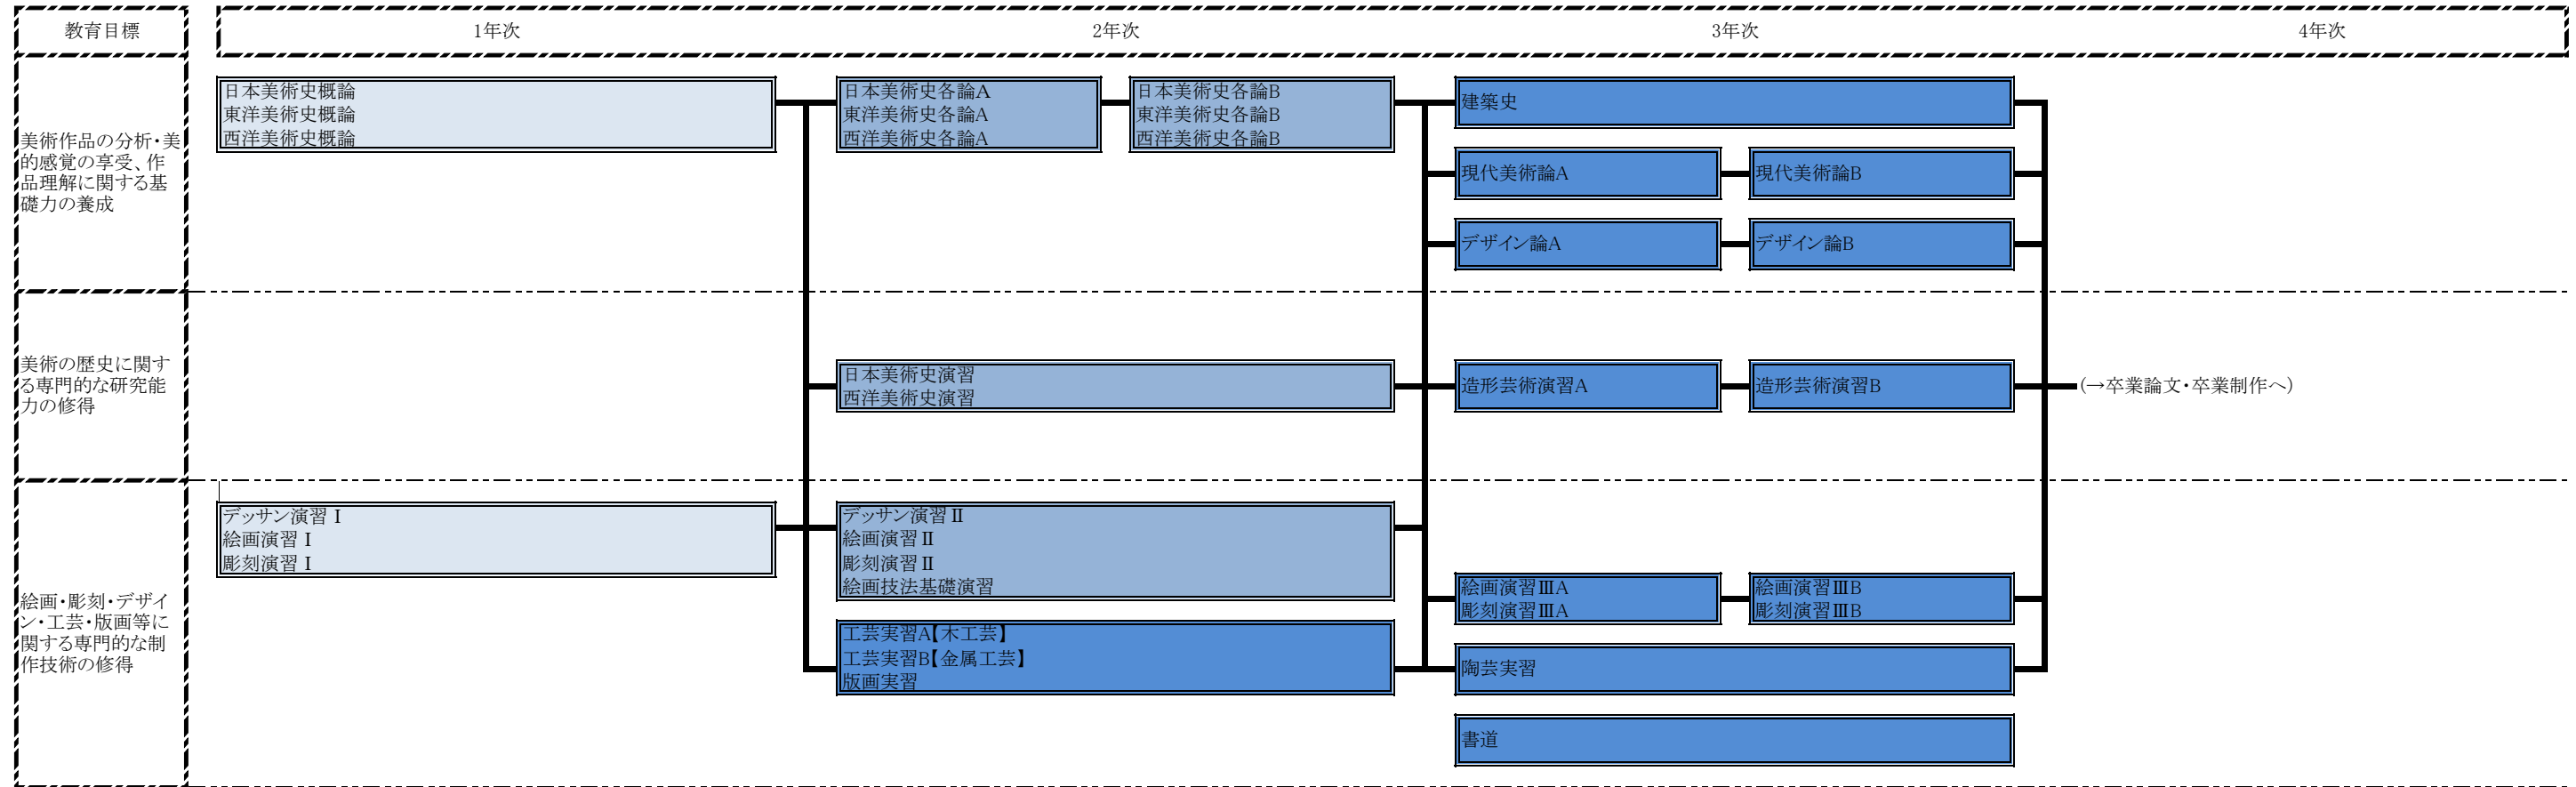 教育目標
1年次
2年次
3年次
4年次
美術作品の分析・美
的感覚の享受、作
品理解に関する基
礎力の養成
日本美術史概論
東洋美術史概論
西洋美術史概論
日本美術史各論A
東洋美術史各論A
西洋美術史各論A
日本美術史各論B
東洋美術史各論B
西洋美術史各論B
建築史
現代美術論A
現代美術論B
デザイン論A
デザイン論B
美術の歴史に関す
る専門的な研究能
力の修得
日本美術史演習
西洋美術史演習
造形芸術演習A
造形芸術演習B
(→卒業論文・卒業制作へ)
絵画・彫刻・デザイ
ン・工芸・版画等に
関する専門的な制
作技術の修得
デッサン演習Ⅰ
絵画演習Ⅰ
彫刻演習Ⅰ
デッサン演習Ⅱ
絵画演習Ⅱ
彫刻演習Ⅱ
絵画技法基礎演習
絵画演習ⅢA
彫刻演習ⅢA
絵画演習ⅢB
彫刻演習ⅢB
工芸実習A【木工芸】
工芸実習B【金属工芸】
版画実習
陶芸実習
書道